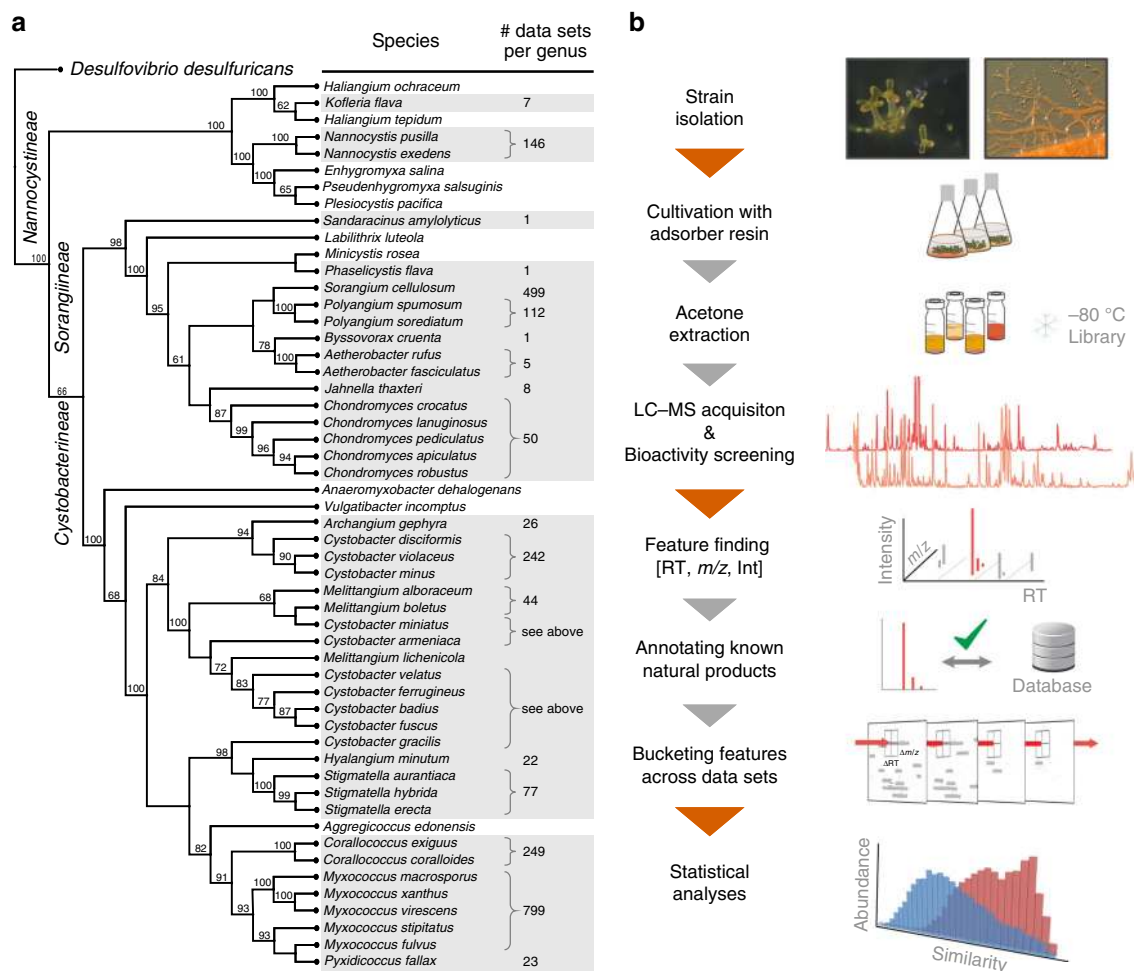 a
Species
# data sets
per genus
Desulfovibrio desulfuricans
Nannocystineae
Sorangiineae
Cystobacterineae
Haliangium ochraceum
100
Kofleria flava 7
62
Haliangium tepidum
100
Nannocystis pusilla
100
146
Nannocystis exedens
100
Enhygromyxa salina
100
Pseudenhygromyxa salsuginis
65
Plesiocystis pacifica
Sandaracinus amylolyticus 1
98
Labilithrix luteola
100
Minicystis rosea
Phaselicystis flava 1
95
Sorangium cellulosum 499
Polyangium spumosum
100
112
Polyangium sorediatum
Byssovorax cruenta 1
78
Aetherobacter rufus
100
5
Aetherobacter fasciculatus
61
Jahnella thaxteri 8
Chondromyces crocatus
87
Chondromyces lanuginosus
99
50
Chondromyces pediculatus
96
Chondromyces apiculatus
94
Chondromyces robustus
100
66
Anaeromyxobacter dehalogenans
Vulgatibacter incomptus
100
68
Archangium gephyra 26
94
Cystobacter disciformis
Cystobacter violaceus 242
90
Cystobacter minus
84
Melittangium alboraceum
68
44
Melittangium boletus
Cystobacter miniatus
see above
100
Cystobacter armeniaca
Melittangium lichenicola
72
Cystobacter velatus
83
Cystobacter ferrugineus
77
Cystobacter badius see above
87
Cystobacter fuscus
Cystobacter gracilis
100
98
Hyalangium minutum 22
Stigmatella aurantiaca
100
Stigmatella hybrida 77
99
Stigmatella erecta
Aggregicoccus edonensis
82
Corallococcus exiguus
100
249
Corallococcus coralloides
91
Myxococcus macrosporus
100
Myxococcus xanthus
100
Myxococcus virescens 799
93
Myxococcus stipitatus
93
Myxococcus fulvus
Pyxidicoccus fallax 23
b
Strain
isolation
Cultivation with
adsorber resin
Acetone
extraction
–80 °C
Library
LC–MS acquisiton
&
Bioactivity screening
Feature finding
[RT, m/z, Int]
Intensity
m/z
RT
Annotating known
natural products
Database
Bucketing features
across data sets
Δm/z
ΔRT
Statistical
analyses
Abundance
Similarity